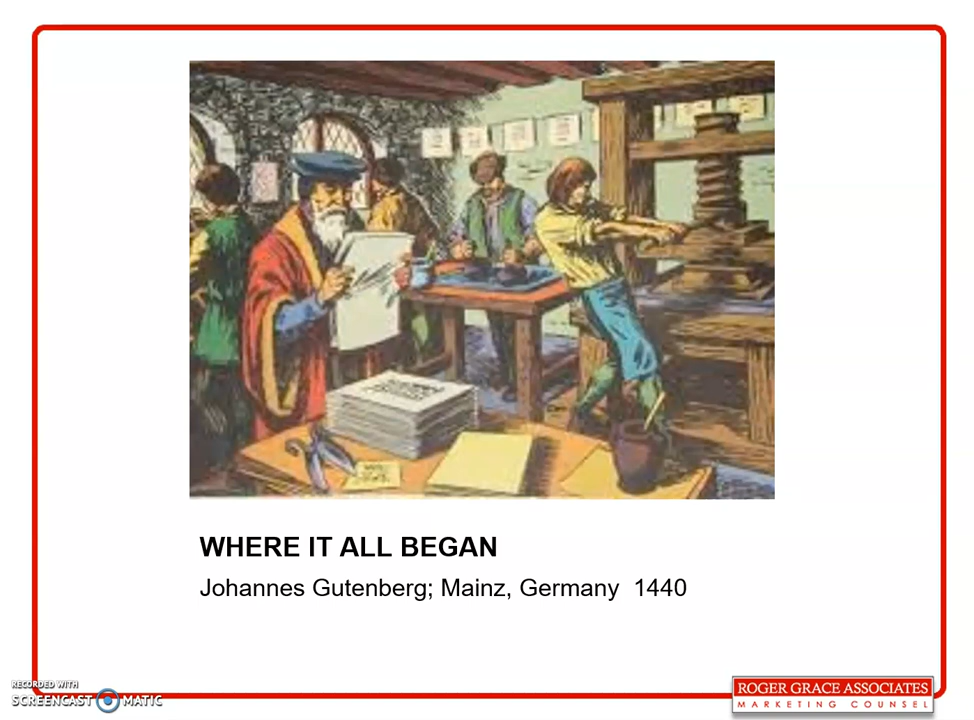 WHERE IT ALL BEGAN
Johannes Gutenberg; Mainz, Germany 1440
RECORDED WITH
SCREENCAST MATIC
ROGER GRACE ASSOCIATES
MARKETING COUNSEL